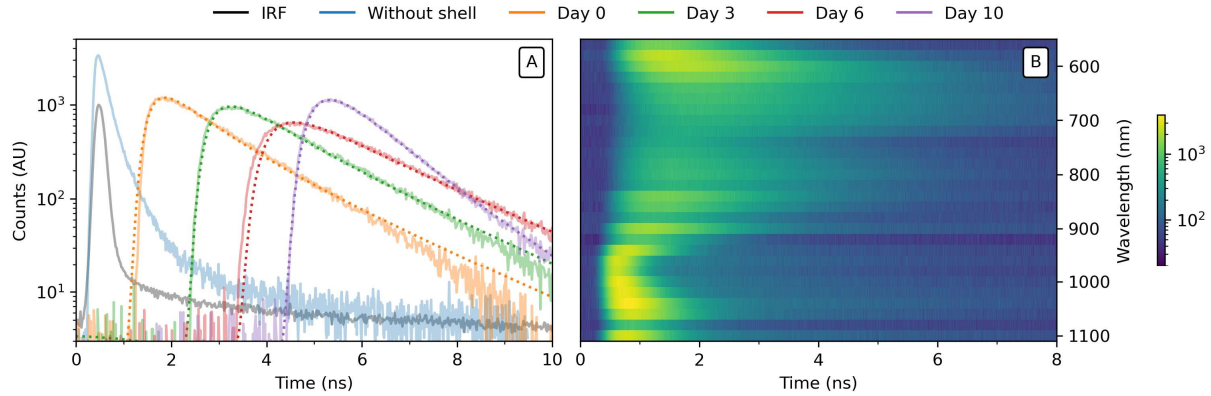 IRF Without shell Day 0 Day 3 Day 6 Day 10
A
B
Counts (AU)
10³
10²
10¹
0 2 4 6 8 10
Time (ns)
0 2 4 6 8
Time (ns)
600
700
800
900
1000
1100
Wavelength (nm)
10³
10²